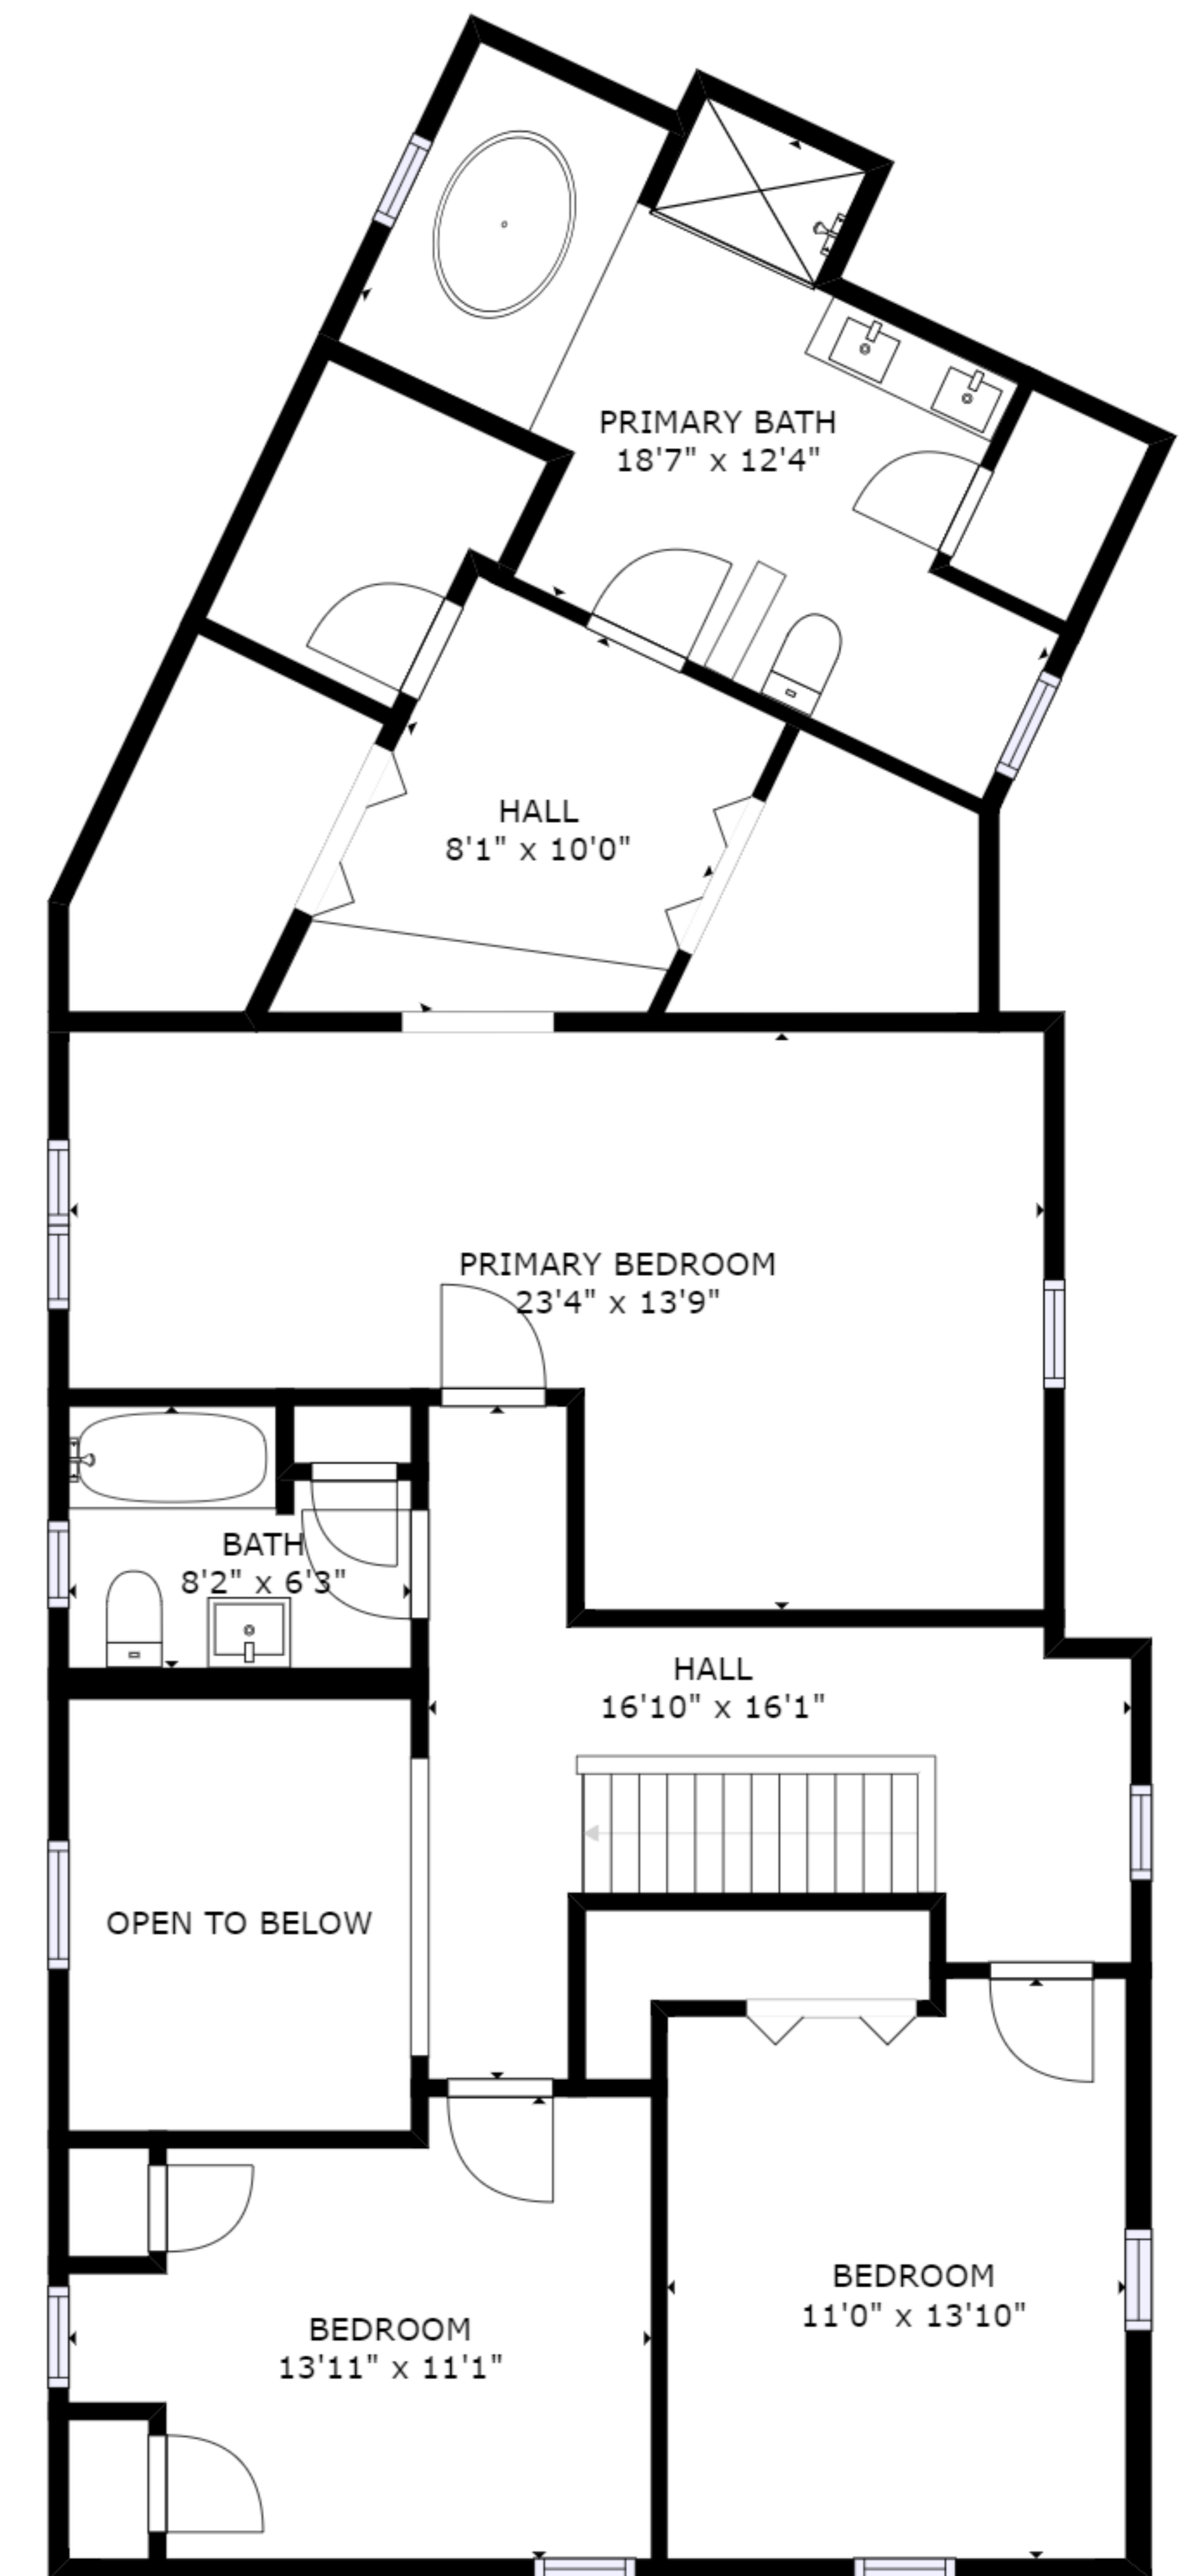 PRIMARY BATH
18'7" x 12'4"
HALL
8'1" x 10'0"
PRIMARY BEDROOM
23'4" x 13'9"
BATH
8'2" x 6'3"
HALL
16'10" x 16'1"
OPEN TO BELOW
BEDROOM
11'0" x 13'10"
BEDROOM
13'11" x 11'1"